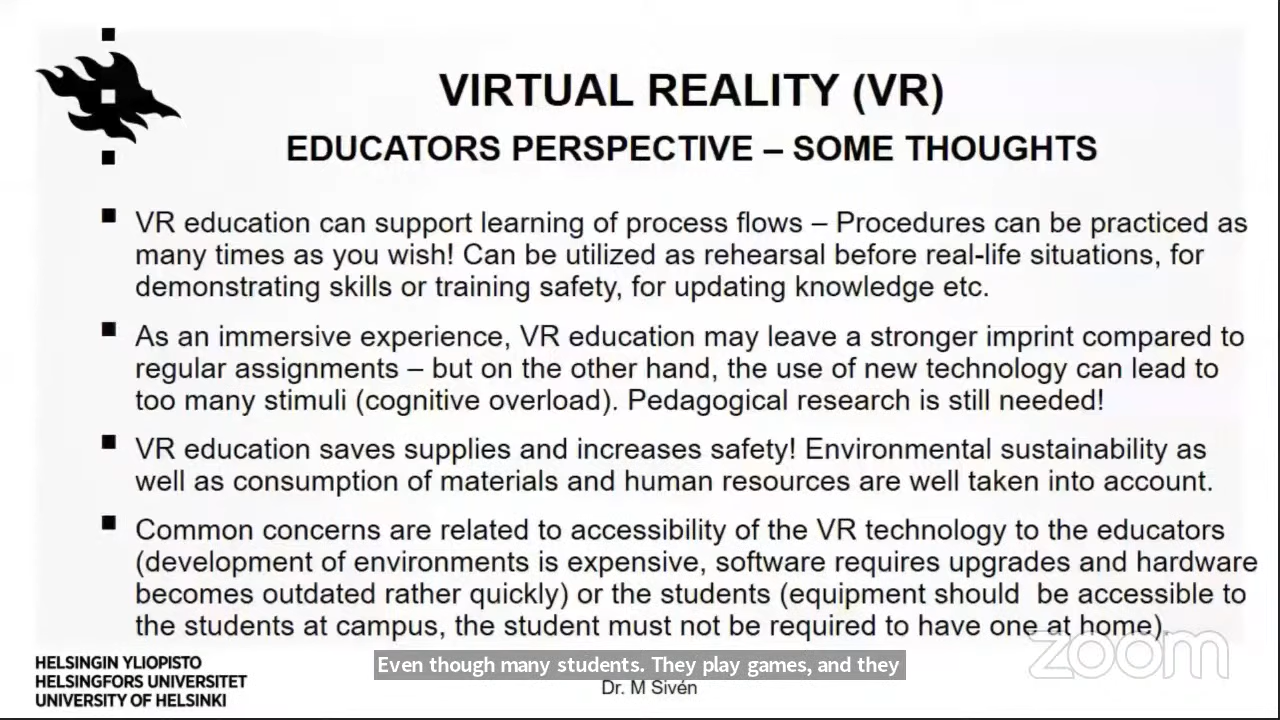 VIRTUAL REALITY (VR)
EDUCATORS PERSPECTIVE – SOME THOUGHTS
VR education can support learning of process flows – Procedures can be practiced as
many times as you wish! Can be utilized as rehearsal before real-life situations, for
demonstrating skills or training safety, for updating knowledge etc.
As an immersive experience, VR education may leave a stronger imprint compared to
regular assignments – but on the other hand, the use of new technology can lead to
too many stimuli (cognitive overload). Pedagogical research is still needed!
VR education saves supplies and increases safety! Environmental sustainability as
well as consumption of materials and human resources are well taken into account.
Common concerns are related to accessibility of the VR technology to the educators
(development of environments is expensive, software requires upgrades and hardware
becomes outdated rather quickly) or the students (equipment should be accessible to
the students at campus, the student must not be required to have one at home).
zoom
Even though many students. They play games, and they
HELSINGIN YLIOPISTO
HELSINGFORS UNIVERSITET
UNIVERSITY OF HELSINKI
Dr. M Sivén